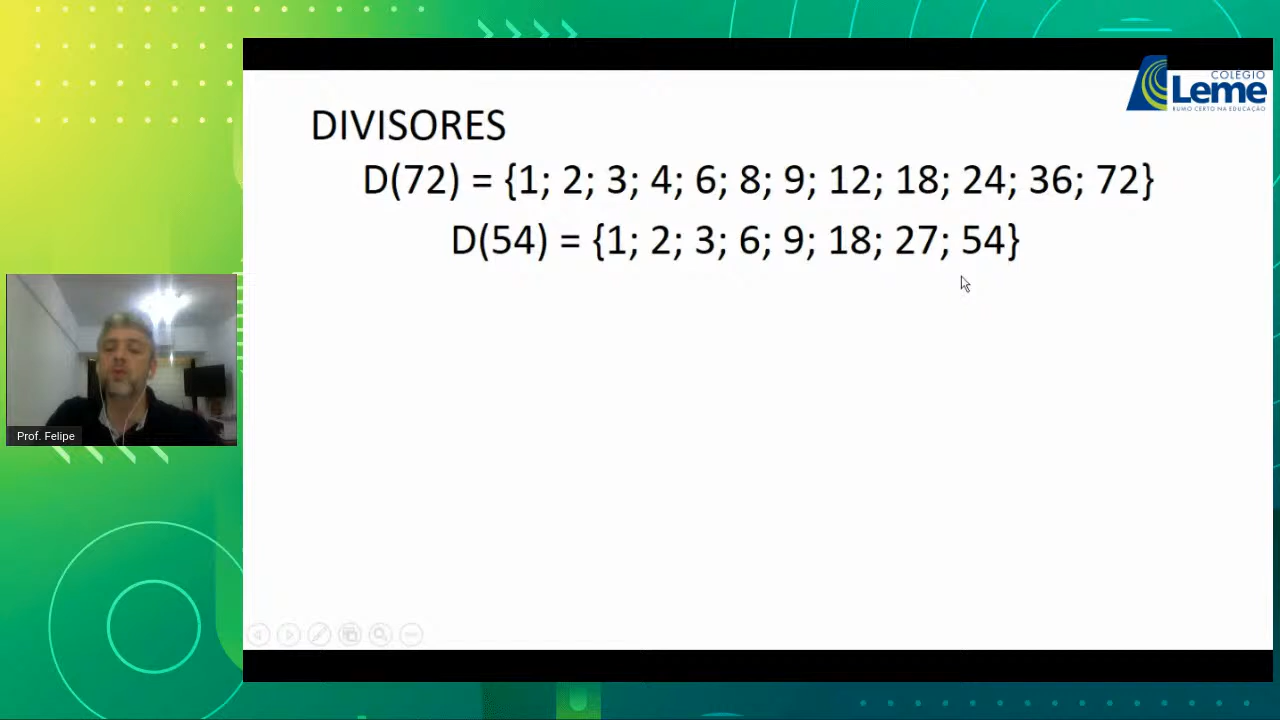 COLÉGIO
Leme
RUMO CERTO NA EDUCAÇÃO
DIVISORES
D(72) = {1; 2; 3; 4; 6; 8; 9; 12; 18; 24; 36; 72}
D(54) = {1; 2; 3; 6; 9; 18; 27; 54}
Prof. Felipe